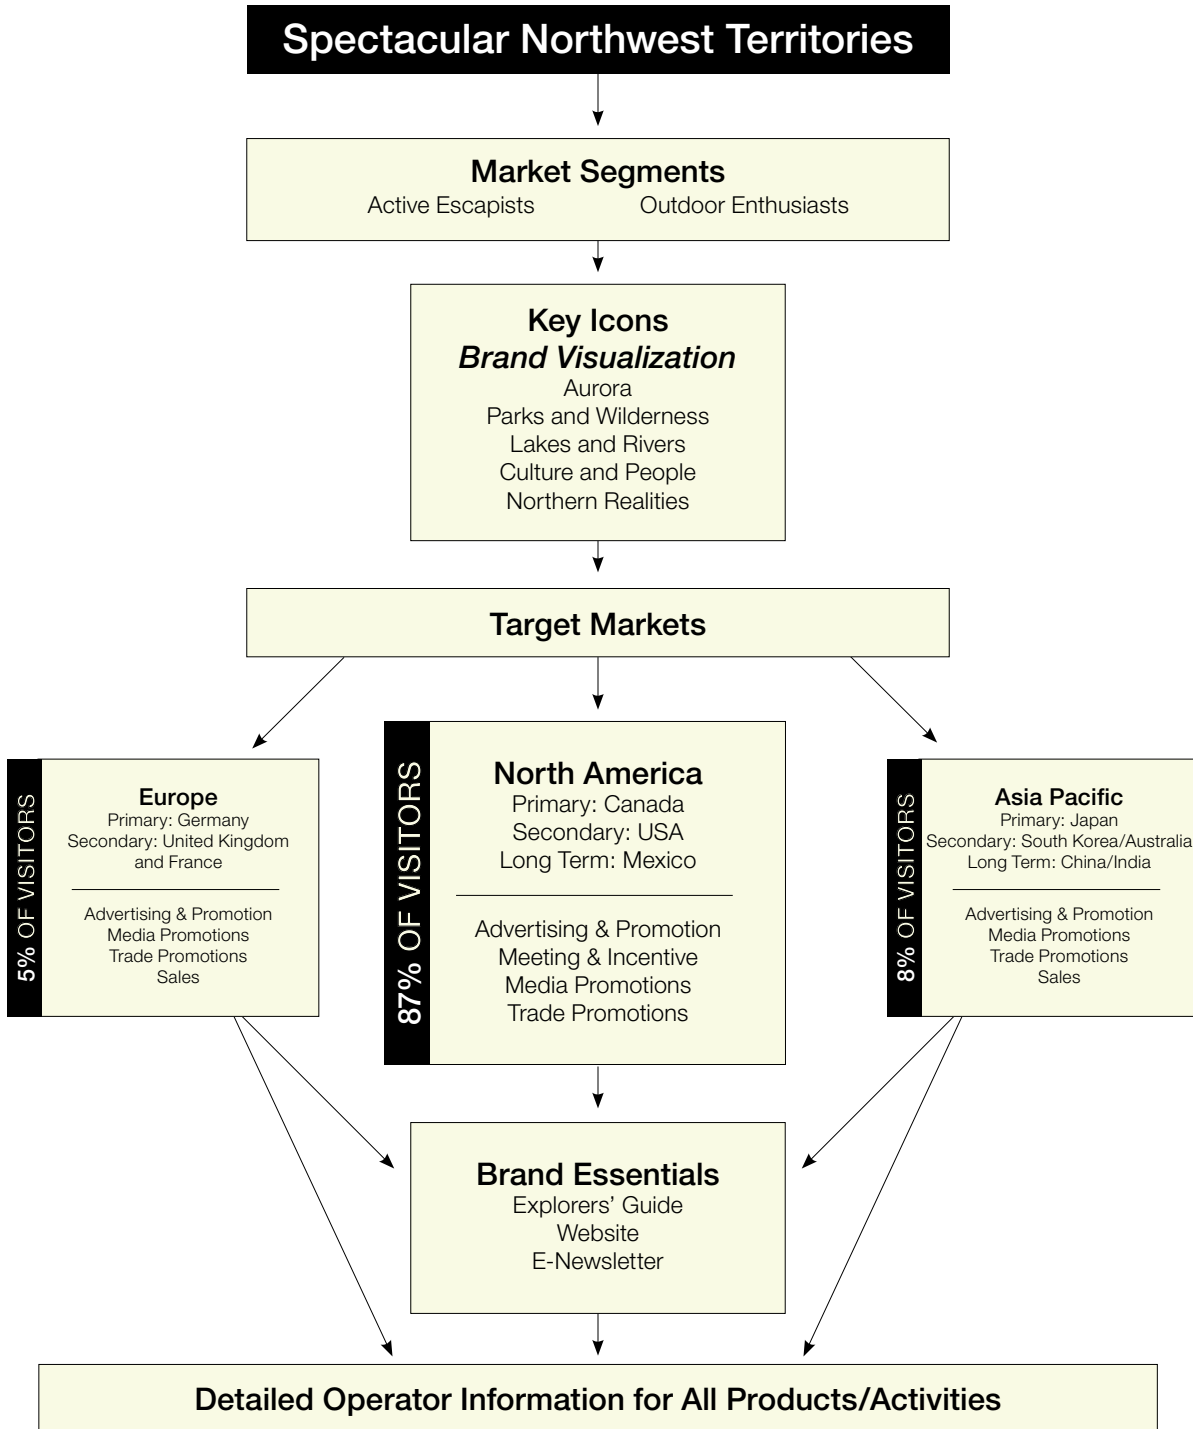 Spectacular Northwest Territories
Market Segments
Active Escapists Outdoor Enthusiasts
Key Icons
Brand Visualization
Aurora
Parks and Wilderness
Lakes and Rivers
Culture and People
Northern Realities
Target Markets
5% OF VISITORS
Europe
Primary: Germany
Secondary: United Kingdom
and France
Advertising & Promotion
Media Promotions
Trade Promotions
Sales
87% OF VISITORS
North America
Primary: Canada
Secondary: USA
Long Term: Mexico
Advertising & Promotion
Meeting & Incentive
Media Promotions
Trade Promotions
8% OF VISITORS
Asia Pacific
Primary: Japan
Secondary: South Korea/Australia
Long Term: China/India
Advertising & Promotion
Media Promotions
Trade Promotions
Sales
Brand Essentials
Explorers’ Guide
Website
E-Newsletter
Detailed Operator Information for All Products/Activities